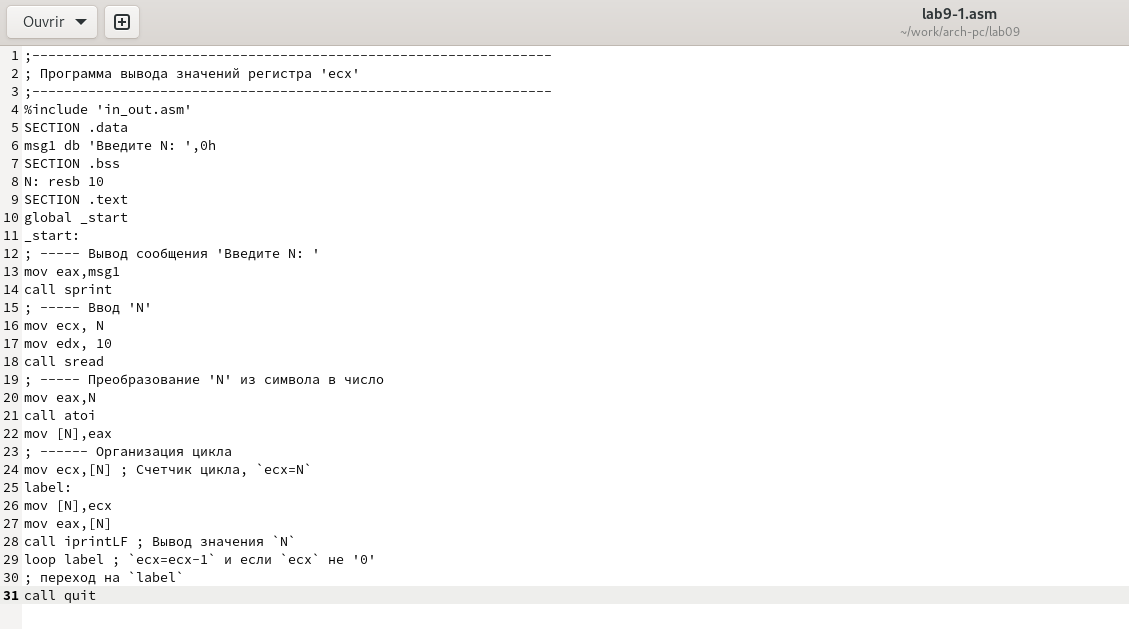 Ouvrir
lab9-1.asm
~/work/arch-pc/lab09
1 ;-----------------------------------------------------------------
2 ; Программа вывода значений регистра 'ecx'
3 ;-----------------------------------------------------------------
4 %include 'in_out.asm'
5 SECTION .data
6 msg1 db 'Введите N: ',0h
7 SECTION .bss
8 N: resb 10
9 SECTION .text
10 global _start
11 _start:
12 ; ----- Вывод сообщения 'Введите N: '
13 mov eax,msg1
14 call sprint
15 ; ----- Ввод 'N'
16 mov ecx, N
17 mov edx, 10
18 call sread
19 ; ----- Преобразование 'N' из символа в число
20 mov eax,N
21 call atoi
22 mov [N],eax
23 ; ------ Организация цикла
24 mov ecx,[N] ; Счетчик цикла, `ecx=N`
25 label:
26 mov [N],ecx
27 mov eax,[N]
28 call iprintLF ; Вывод значения `N`
29 loop label ; `ecx=ecx-1` и если `ecx` не '0'
30 ; переход на `label`
31 call quit